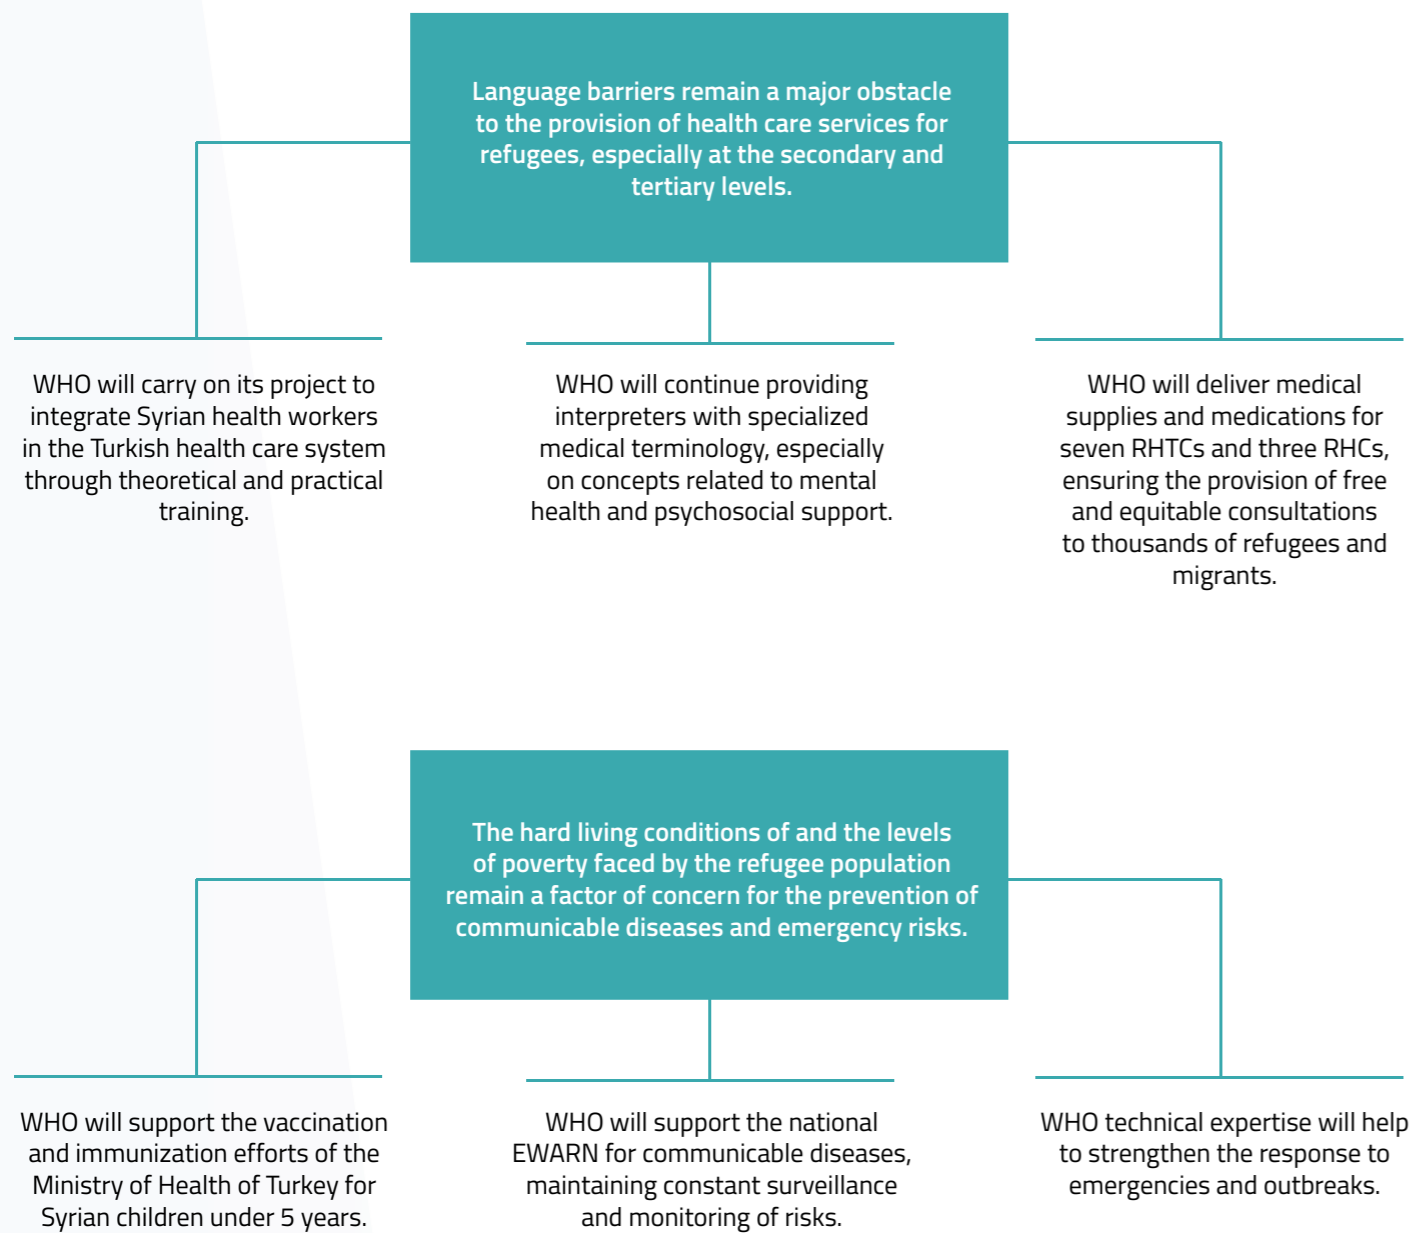 Language barriers remain a major obstacle
to the provision of health care services for
refugees, especially at the secondary and
tertiary levels.
WHO will carry on its project to
integrate Syrian health workers
in the Turkish health care system
through theoretical and practical
training.
WHO will continue providing
interpreters with specialized
medical terminology, especially
on concepts related to mental
health and psychosocial support.
WHO will deliver medical
supplies and medications for
seven RHTCs and three RHCs,
ensuring the provision of free
and equitable consultations
to thousands of refugees and
migrants.
The hard living conditions of and the levels
of poverty faced by the refugee population
remain a factor of concern for the prevention of
communicable diseases and emergency risks.
WHO will support the vaccination
and immunization efforts of the
Ministry of Health of Turkey for
Syrian children under 5 years.
WHO will support the national
EWARN for communicable diseases,
maintaining constant surveillance
and monitoring of risks.
WHO technical expertise will help
to strengthen the response to
emergencies and outbreaks.